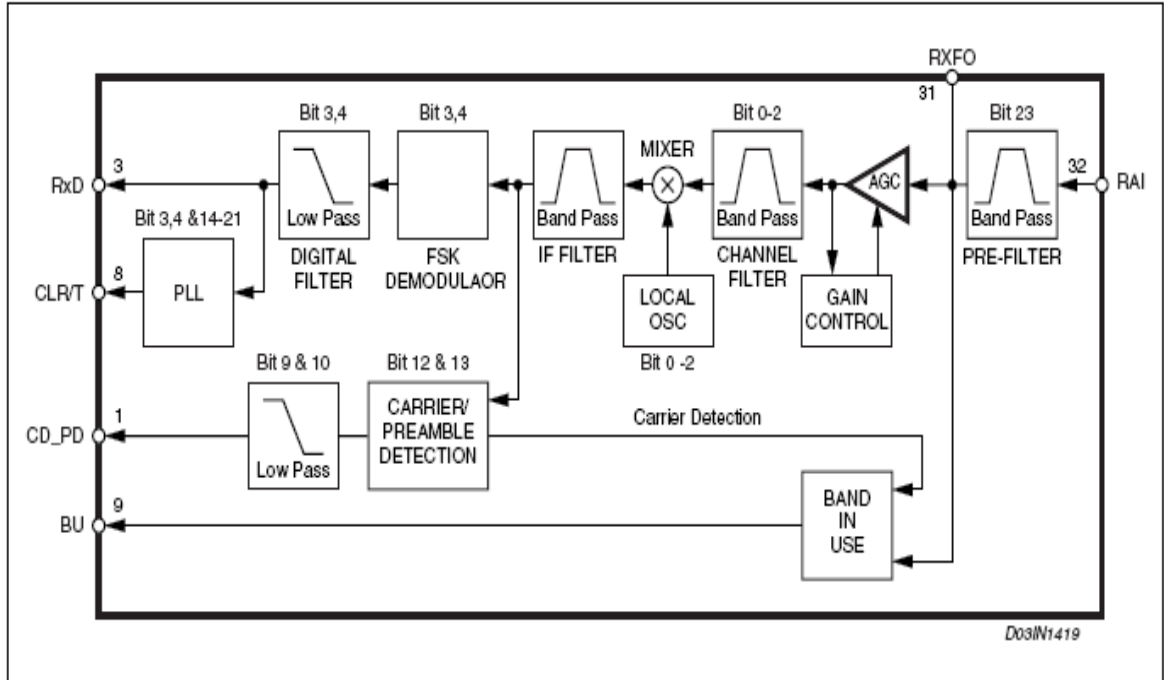 RXFO
31
Bit 3,4
Bit 3,4
Bit 0-2
Bit 23
MIXER
3
32
RxD
AGC
RAI
Low Pass
Band Pass
Band Pass
Band Pass
Bit 3,4 &14-21
DIGITAL
FILTER
FSK
DEMODULAOR
IF FILTER
CHANNEL
FILTER
PRE-FILTER
8
CLR/T
PLL
LOCAL
OSC
GAIN
CONTROL
Bit 9 & 10
Bit 12 & 13
Bit 0 -2
1
CD_PD
Low Pass
CARRIER/
PREAMBLE
DETECTION
Carrier Detection
9
BU
BAND
IN
USE
D03IN1419